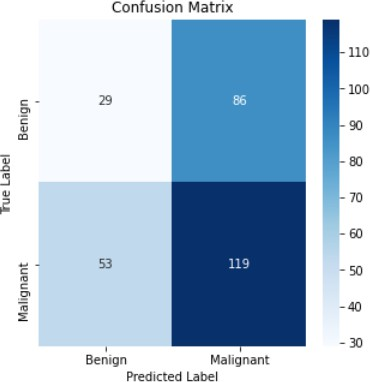 Confusion Matrix
True Label
Benign
29
86
Malignant
53
119
Benign
Malignant
Predicted Label
110
100
90
80
70
60
50
40
30